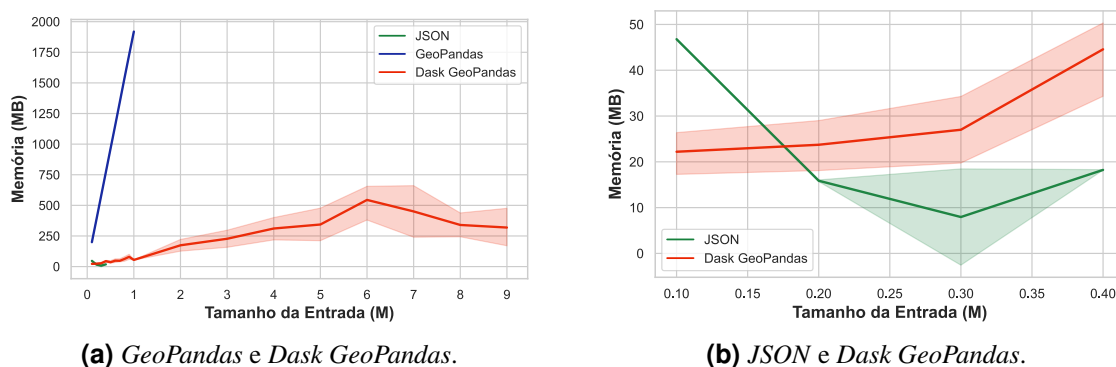 2000
1750
1500
1250
1000
750
500
250
0
Memória (MB)
JSON
GeoPandas
Dask GeoPandas
0 1 2 3 4 5 6 7 8 9
Tamanho da Entrada (M)
(a) GeoPandas e Dask GeoPandas.
50
40
30
20
10
0
Memória (MB)
JSON
Dask GeoPandas
0.10 0.15 0.20 0.25 0.30 0.35 0.40
Tamanho da Entrada (M)
(b) JSON e Dask GeoPandas.